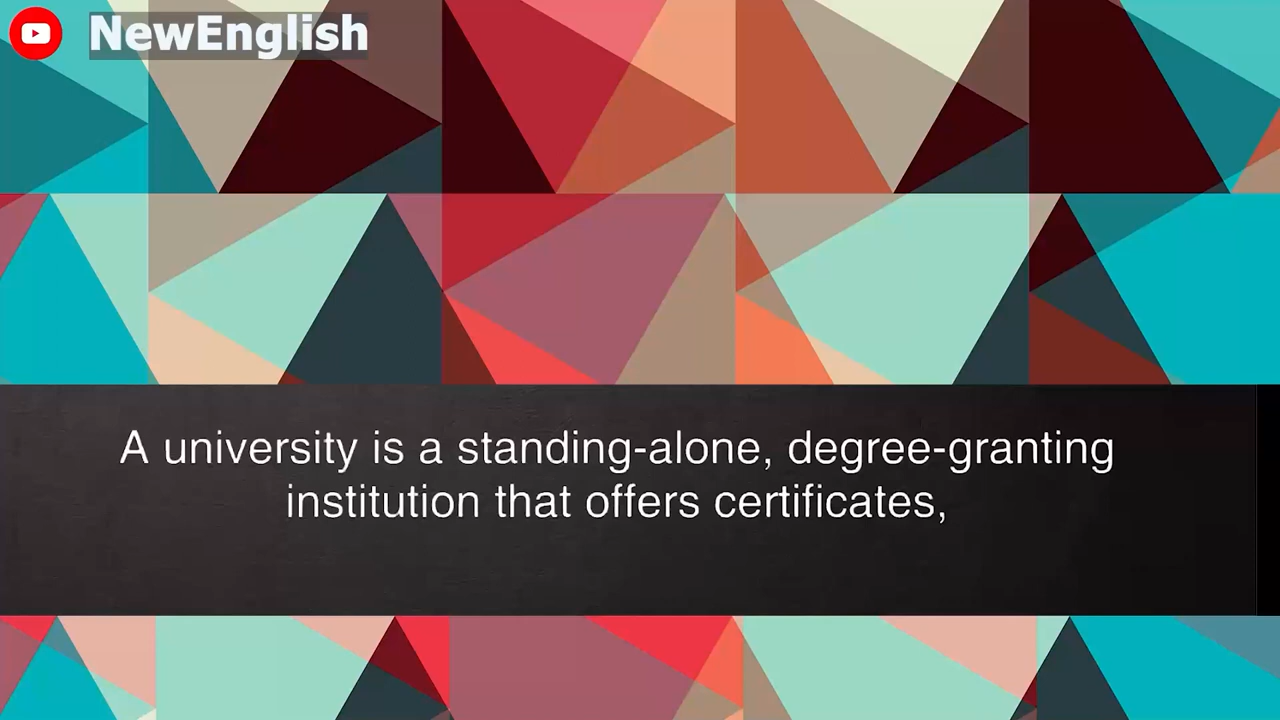 NewEnglish
A university is a standing-alone, degree-granting
institution that offers certificates,